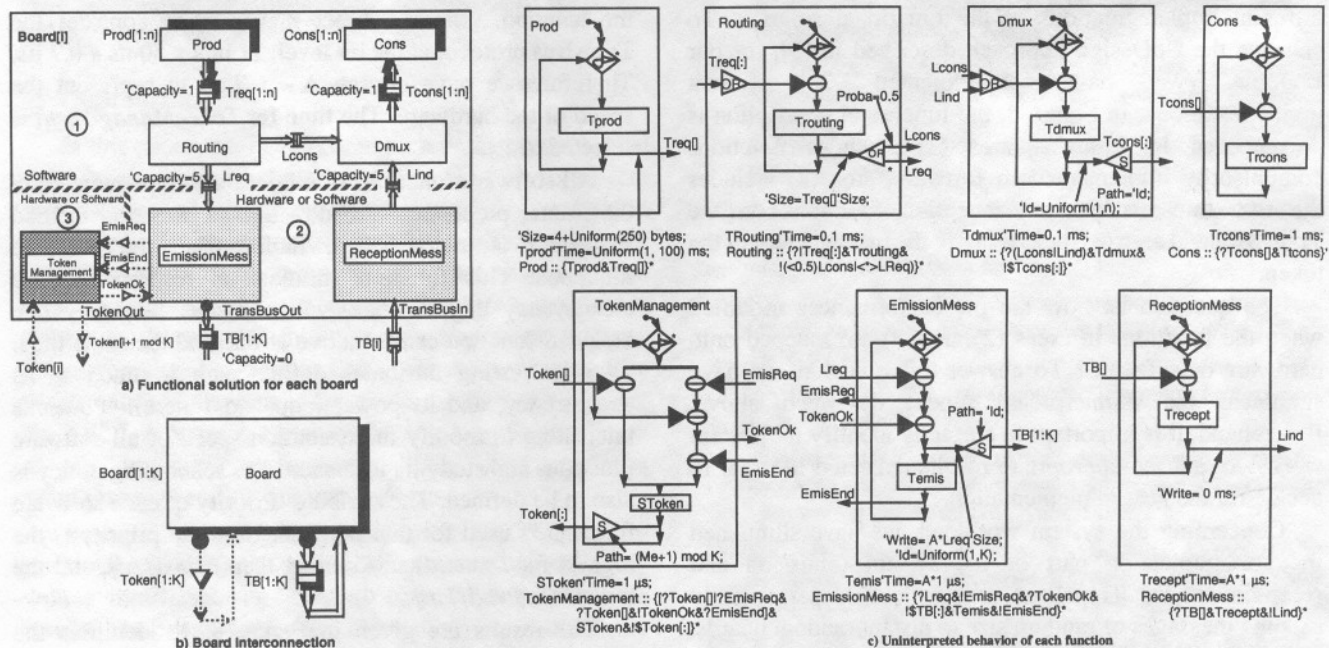 Board[i]
Prod[1:n]
Prod
Cons[1:n]
Cons
'Capacity=1
Treq[1:n]
'Capacity=1
Tcons[1:n]
1
Routing
Lcons
Dmux
'Capacity=5
Lreq
'Capacity=5
Lind
Software
Hardware or Software
Hardware or Software
3
EmisReq
2
Token
Management
EmisEnd
EmissionMess
ReceptionMess
TokenOk
TokenOut
TransBusOut
TransBusIn
Token[i+1 mod K]
TB[1:K]
TB[i]
'Capacity=0
Token[i]
a) Functional solution for each board
Board[1:K]
Board
Token[1:K]
TB[1:K]
b) Board interconnection
Prod
Tprod
Treq[]
'Size=4+Uniform(250) bytes;
Tprod'Time=Uniform(1, 100) ms;
Prod :: {Tprod&Treq[]}*
Routing
Treq[:]
Proba=0.5
Trouting
Lcons
OR
Lreq
'Size=Treq[]'Size;
TRouting'Time=0.1 ms;
Routing :: {?!Treq[:]&Trouting&
!(<0.5)Lcons<*>LReq)}*
Dmux
Lcons
OR
Lind
Tdmux
Tcons[:]
S
Path='Id;
'Id=Uniform(1,n);
Tdmux'Time=0.1 ms;
Dmux :: {?(Lcons|Lind)&Tdmux&
!$Tcons[:]}*
Cons
Tcons[]
Trcons
Trcons'Time=1 ms;
Cons :: {?Tcons[]&Ttcons}*
TokenManagement
Token[]
EmisReq
TokenOk
EmisEnd
SToken
Token[:]
S
Path= (Me+1) mod K;
SToken'Time=1 µs;
TokenManagement :: {[?Token[]!?EmisReq&
?Token[]&!TokenOk&?EmisEnd]&
SToken&!$Token[:]}*
EmissionMess
Lreq
EmisReq
TokenOk
Path= 'Id;
S
TB[1:K]
Temis
EmisEnd
'Write=A*Lreq'Size;
'Id=Uniform(1,K);
Temis'Time=A*1 µs;
EmissionMess :: {?Lreq&!EmisReq&?TokenOk&
!$TB[:]&Temis&!EmisEnd}*
ReceptionMess
TB[]
Trecept
Lind
'Write= 0 ms;
Trecept'Time=A*1 µs;
ReceptionMess ::
{?TB[]&Trecept&!Lind}*
c) Uninterpreted behavior of each function